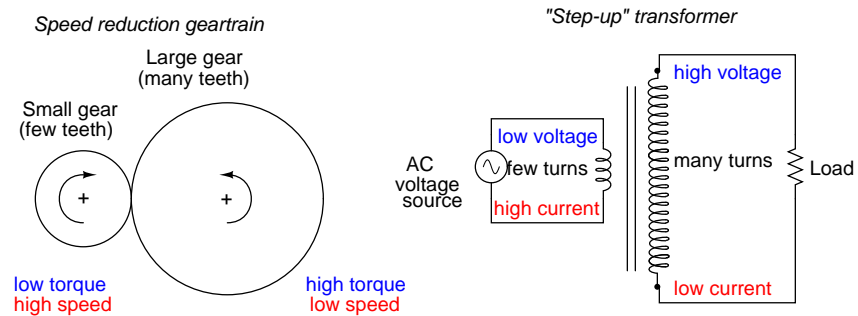 Speed reduction geartrain
Large gear
(many teeth)
Small gear
(few teeth)
+
+
low torque
high speed
high torque
low speed
"Step-up" transformer
high voltage
low voltage
AC
voltage
source
few turns
many turns
Load
high current
low current